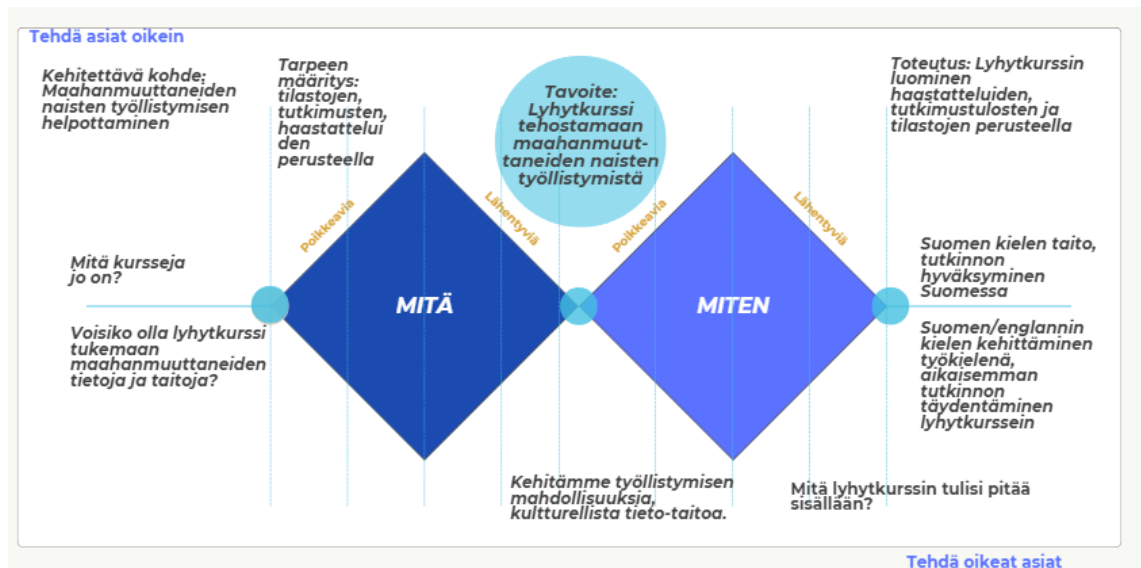 Tehdä asiat oikein
Kehitettävä kohde:
Maahanmuuttaneiden
naisten työllistymisen
helpottaminen
Tarpeen
määritys:
tilastojen,
tutkimusten,
haastattelui
den
perusteella
Tavoite:
Lyhytkurssi
tehostamaan
maahanmuut-
taneiden naisten
työllistymistä
Toteutus: Lyhytkurssin
luominen
haastatteluiden,
tutkimustulosten ja
tilastojen perusteella
Poikkeavia
Lähentyviä
Poikkeavia
Lähentyviä
Mitä kursseja
jo on?
MITÄ
MITEN
Suomen kielen taito,
tutkinnon
hyväksyminen
Suomessa
Voisiko olla lyhytkurssi
tukemaan
maahanmuuttaneiden
tietoja ja taitoja?
Suomen/englannin
kielen kehittäminen
työkielenä,
aikaisemman
tutkinnon
täydentäminen
lyhytkurssein
Kehitämme työllistymisen
mahdollisuuksja,
kultturellista tieto-taitoa.
Mitä lyhytkurssin tulisi pitää
sisällään?
Tehdä oikeat asiat